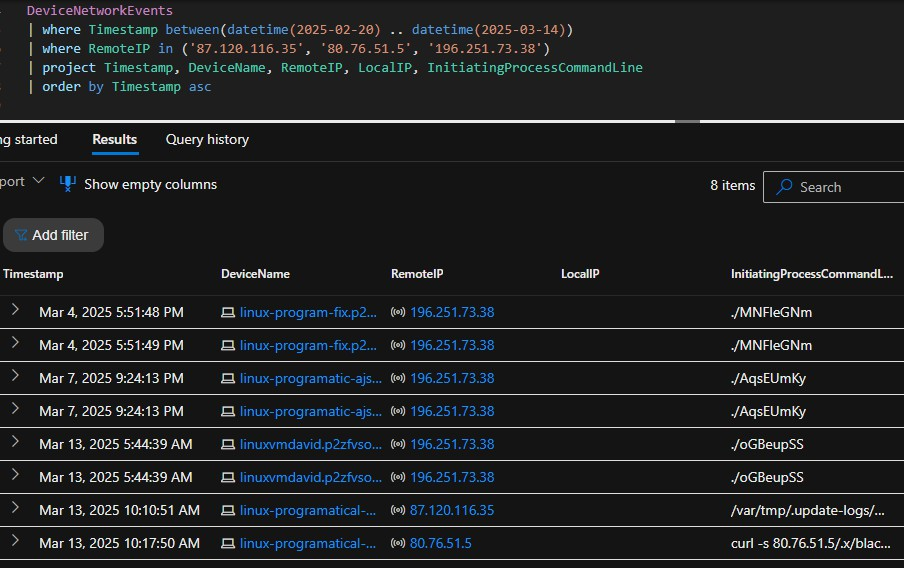 DeviceNetworkEvents
| where Timestamp between(datetime(2025-02-20) .. datetime(2025-03-14))
| where RemoteIP in ('87.120.116.35', '80.76.51.5', '196.251.73.38')
| project Timestamp, DeviceName, RemoteIP, LocalIP, InitiatingProcessCommandLine
| order by Timestamp asc
ng started Results Query history
port Show empty columns 8 items Search
Add filter
Timestamp DeviceName RemoteIP LocalIP InitiatingProcessCommandL...
Mar 4, 2025 5:51:48 PM linux-program-fix.p2... 196.251.73.38 ./MNFIeGNm
Mar 4, 2025 5:51:49 PM linux-program-fix.p2... 196.251.73.38 ./MNFIeGNm
Mar 7, 2025 9:24:13 PM linux-programatic-ajs... 196.251.73.38 ./AqsEUmKy
Mar 7, 2025 9:24:13 PM linux-programatic-ajs... 196.251.73.38 ./AqsEUmKy
Mar 13, 2025 5:44:39 AM linuxvmdavid.p2zfvso... 196.251.73.38 ./oGBeupSS
Mar 13, 2025 5:44:39 AM linuxvmdavid.p2zfvso... 196.251.73.38 ./oGBeupSS
Mar 13, 2025 10:10:51 AM linux-programatical-... 87.120.116.35 /var/tmp/.update-logs/...
Mar 13, 2025 10:17:50 AM linux-programatical-... 80.76.51.5 curl -s 80.76.51.5/.x/blac...